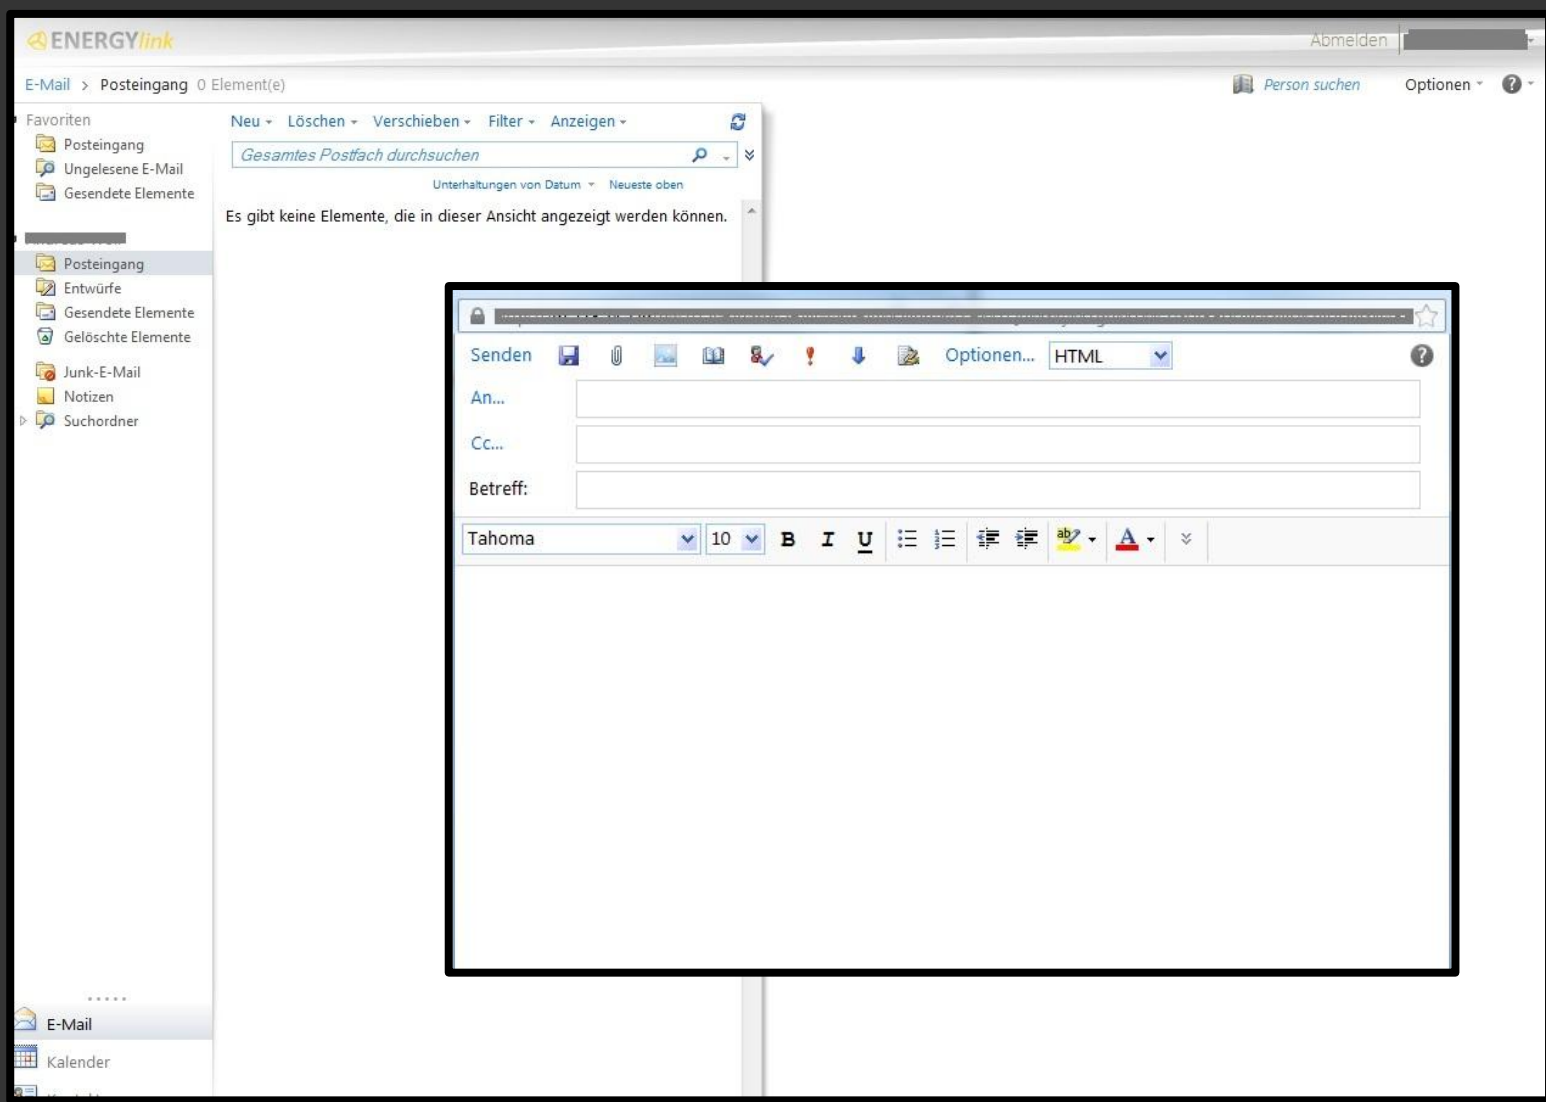 ENERGYlink
Abmelden
E-Mail > Posteingang 0 Element(e)
Person suchen Optionen
Favoriten
Posteingang
Ungelesene E-Mail
Gesendete Elemente
Posteingang
Entwürfe
Gesendete Elemente
Gelöschte Elemente
Junk-E-Mail
Notizen
Suchordner
E-Mail
Kalender
Neu Löschen Verschieben Filter Anzeigen
Gesamtes Postfach durchsuchen
Unterhaltungen von Datum Neueste oben
Es gibt keine Elemente, die in dieser Ansicht angezeigt werden können.
Senden Optionen... HTML
An...
Cc...
Betreff:
Tahoma 10 B I U ab A